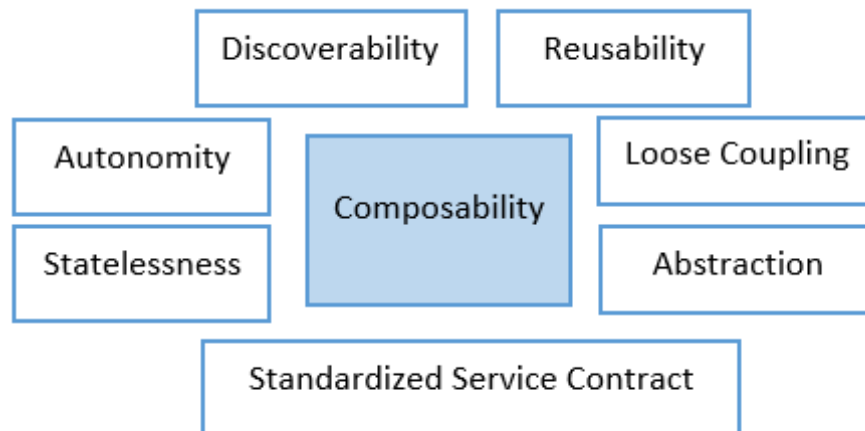 Discoverability
Reusability
Autonomity
Loose Coupling
Composability
Statelessness
Abstraction
Standardized Service Contract